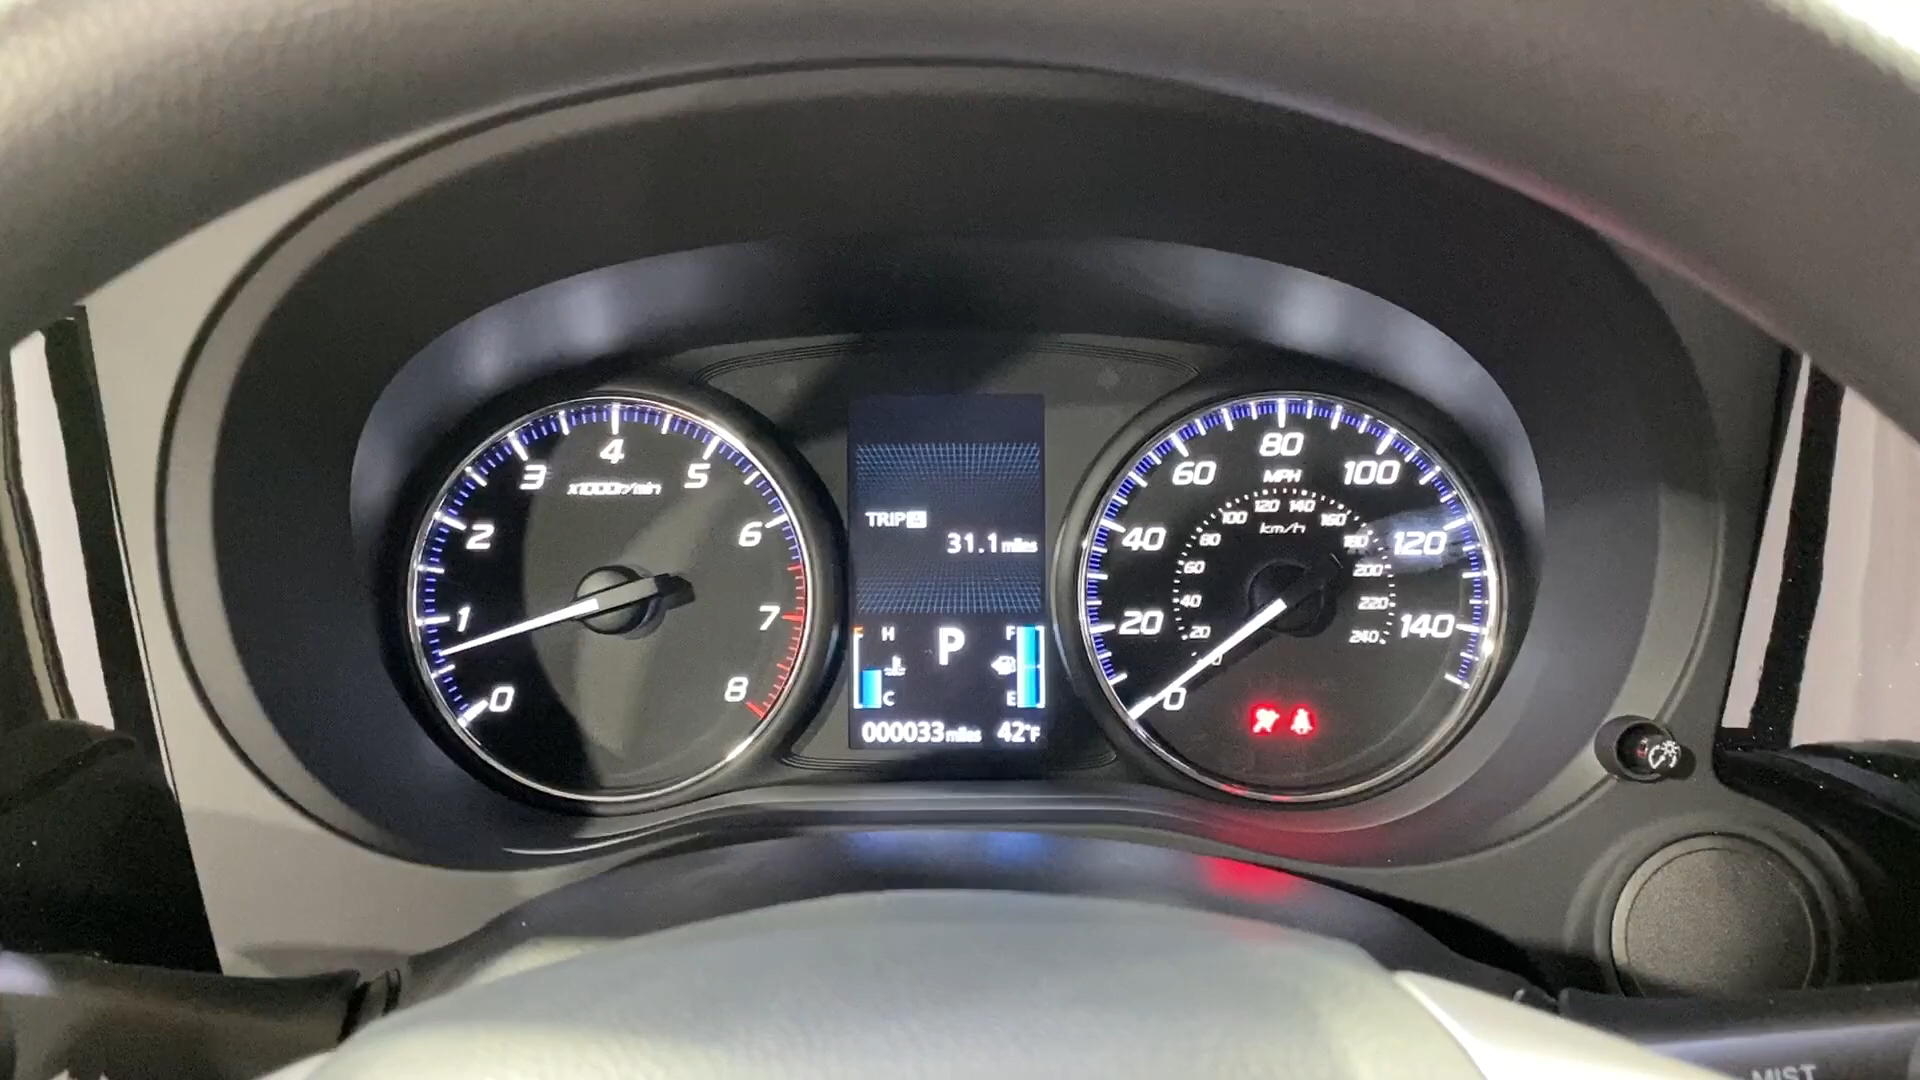 0
1
2
3
4
5
6
7
8
x1000r/min
TRIP A
31.1 miles
H
C
P
F
E
000033 miles
42°F
0
20
40
60
80
100
120
140
MPH
20
40
60
80
100
120
140
160
180
200
220
240
km/h
MIST